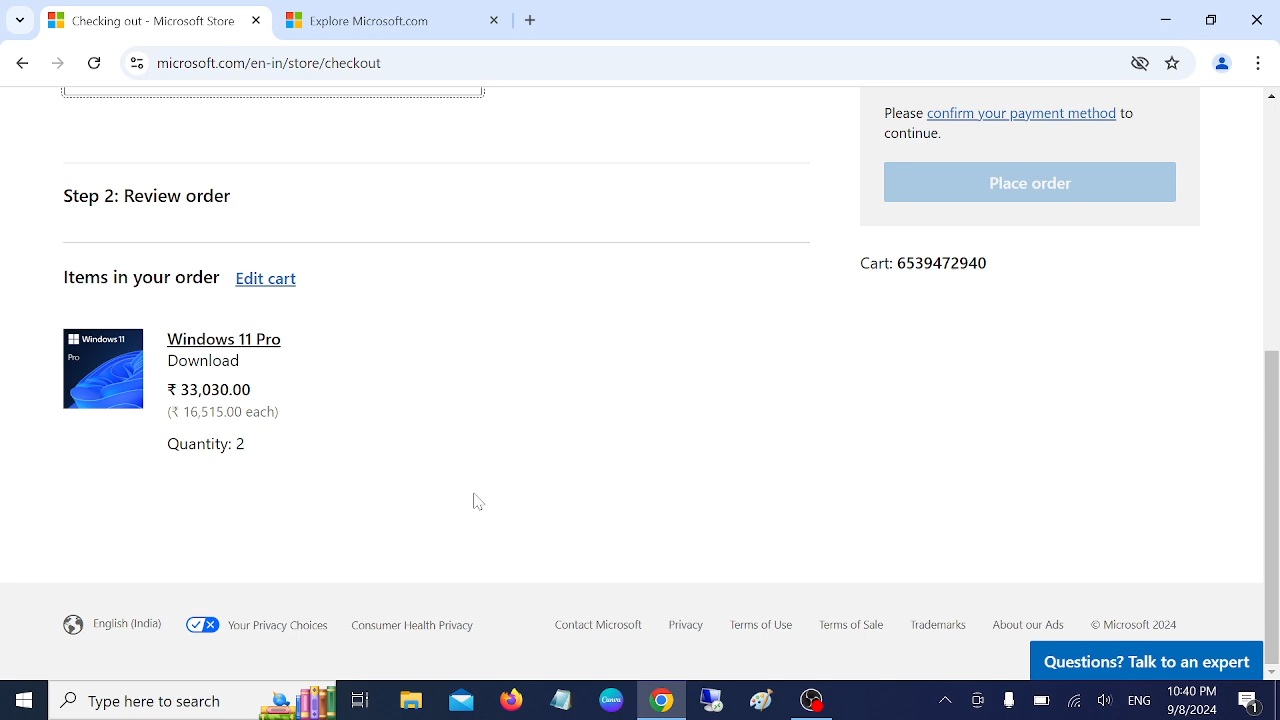 Checking out - Microsoft Store
Explore Microsoft.com
microsoft.com/en-in/store/checkout
Please confirm your payment method to
continue.
Place order
Step 2: Review order
Cart: 6539472940
Items in your order Edit cart
Windows 11
Pro
Windows 11 Pro
Download
₹ 33,030.00
(₹ 16,515.00 each)
Quantity: 2
English (India)
Your Privacy Choices
Consumer Health Privacy
Contact Microsoft
Privacy
Terms of Use
Terms of Sale
Trademarks
About our Ads
© Microsoft 2024
Questions? Talk to an expert
Type here to search
Canva
ENG
10:40 PM
9/8/2024
1